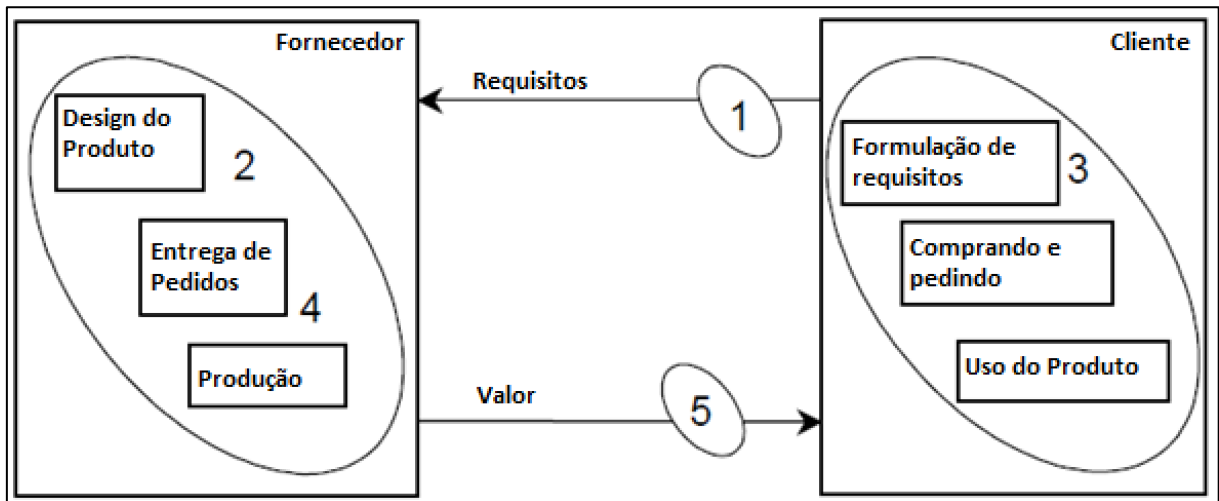 Fornecedor
Design do
Produto
2
Entrega de
Pedidos
4
Produção
Requisitos
1
Valor
5
Cliente
Formulação de
requisitos
3
Comprando e
pedindo
Uso do Produto